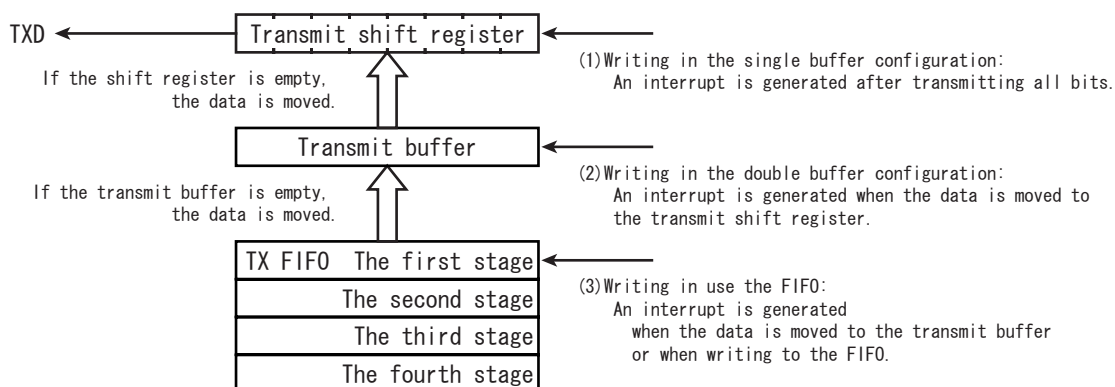 TXD
Transmit shift register
(1)Writing in the single buffer configuration:
An interrupt is generated after transmitting all bits.
If the shift register is empty,
the data is moved.
Transmit buffer
(2)Writing in the double buffer configuration:
An interrupt is generated when the data is moved to
the transmit shift register.
If the transmit buffer is empty,
the data is moved.
TX FIFO The first stage
The second stage
The third stage
The fourth stage
(3)Writing in use the FIFO:
An interrupt is generated
when the data is moved to the transmit buffer
or when writing to the FIFO.